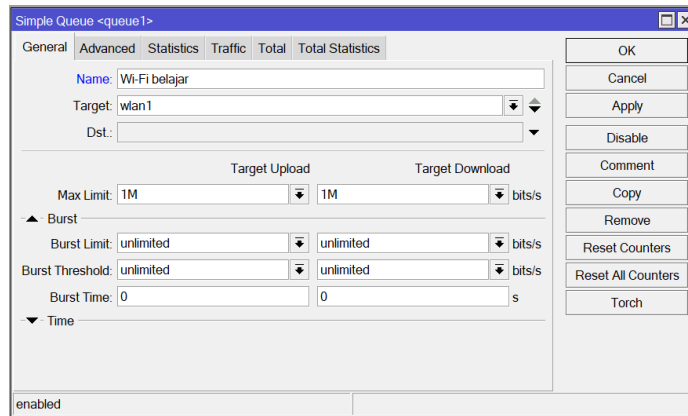 Simple Queue <queue1>
General Advanced Statistics Traffic Total Total Statistics
Name: Wi-Fi belajar
Target: wlan1
Dst.:
Target Upload Target Download
Max Limit: 1M 1M bits/s
Burst
Burst Limit: unlimited unlimited bits/s
Burst Threshold: unlimited unlimited bits/s
Burst Time: 0 0 s
Time
enabled
OK
Cancel
Apply
Disable
Comment
Copy
Remove
Reset Counters
Reset All Counters
Torch